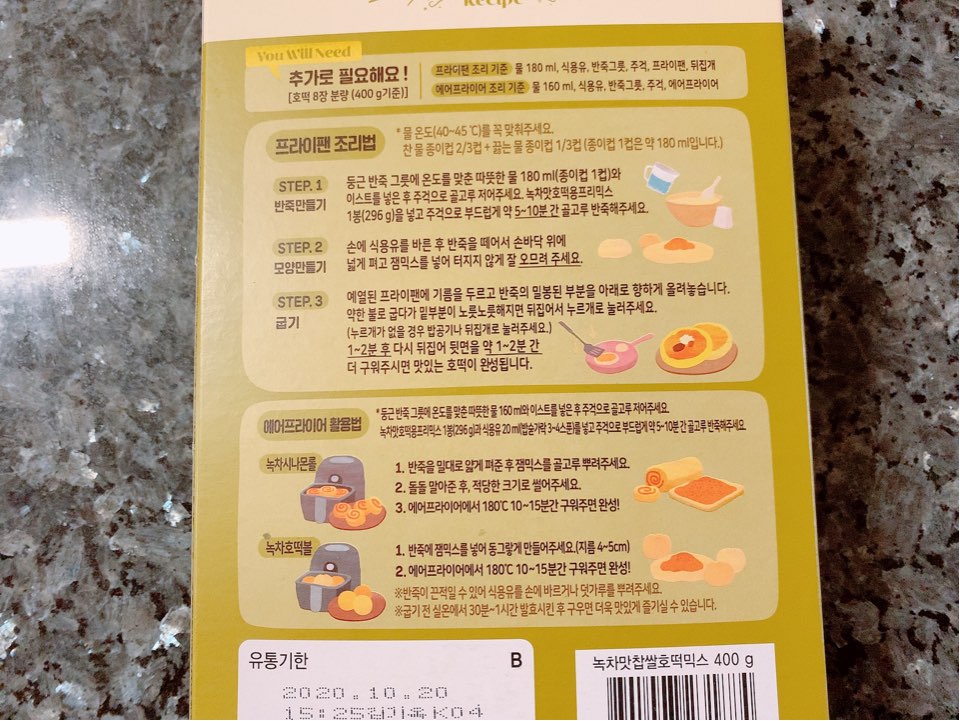 Recipe
You Will Need
추가로 필요해요!
[호떡 8장 분량 (400 g기준)]
프라이팬 조리 기준 물 180 ml, 식용유, 반죽그릇, 주걱, 프라이팬, 뒤집개
에어프라이어 조리 기준 물 160 ml, 식용유, 반죽그릇, 주걱, 에어프라이어
프라이팬 조리법
* 물 온도(40~45 ℃)를 꼭 맞춰주세요.
찬 물 종이컵 2/3컵 + 끓는 물 종이컵 1/3컵 (종이컵 1컵은 약 180 ml입니다.)
STEP. 1
반죽만들기
둥근 반죽 그릇에 온도를 맞춘 따뜻한 물 180 ml(종이컵 1컵)와
이스트를 넣은 후 주걱으로 골고루 저어주세요. 녹차맛호떡용프리믹스
1봉(296 g)을 넣고 주걱으로 부드럽게 약 5~10분 간 골고루 반죽해주세요.
STEP. 2
모양만들기
손에 식용유를 바른 후 반죽을 떼어서 손바닥 위에
넓게 펴고 잼믹스를 넣어 터지지 않게 잘 오므려 주세요.
STEP. 3
굽기
예열된 프라이팬에 기름을 두르고 반죽의 밀봉된 부분을 아래로 향하게 올려놓습니다.
약한 불로 굽다가 밑부분이 노릇노릇해지면 뒤집어서 누르개로 눌러주세요.
(누르개가 없을 경우 밥공기나 뒤집개로 눌러주세요.)
1~2분 후 다시 뒤집어 뒷면을 약 1~2분 간
더 구워주시면 맛있는 호떡이 완성됩니다.
에어프라이어 활용법
*둥근 반죽 그릇에 온도를 맞춘 따뜻한 물 160 ml와 이스트를 넣은 후 주걱으로 골고루 저어주세요.
녹차맛호떡용프리믹스 1봉(296 g)과 식용유 20 ml(밥숟가락 3~4스푼)를 넣고 주걱으로 부드럽게 약 5~10분 간 골고루 반죽해주세요.
녹차시나몬롤
1. 반죽을 밀대로 얇게 펴준 후 잼믹스를 골고루 뿌려주세요.
2. 돌돌 말아준 후, 적당한 크기로 썰어주세요.
3. 에어프라이어에서 180℃ 10~15분간 구워주면 완성!
녹차호떡볼
1. 반죽에 잼믹스를 넣어 동그랗게 만들어주세요.(지름 4~5cm)
2. 에어프라이어에서 180℃ 10~15분간 구워주면 완성!
※반죽이 끈적일 수 있어 식용유를 손에 바르거나 덧가루를 뿌려주세요.
※굽기 전 실온에서 30분~1시간 발효시킨 후 구우면 더욱 맛있게 즐기실 수 있습니다.
유통기한
B
2020.10.20
녹차맛찹쌀호떡믹스 400 g